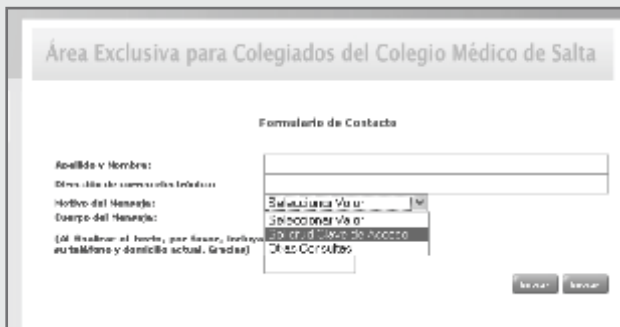 Área Exclusiva para Colegiados del Colegio Médico de Salta
Formulario de Contacto
Apellido y Nombre:
Dirección de correo electrónico:
Motivo del Mensaje:
Seleccionar Valor
Cuerpo del Mensaje:
Seleccionar Valor
(Al finalizar el texto, por favor, incluya
Solicitud Clave de Acceso
su teléfono y domicilio actual. Gracias)
Otras Consultas